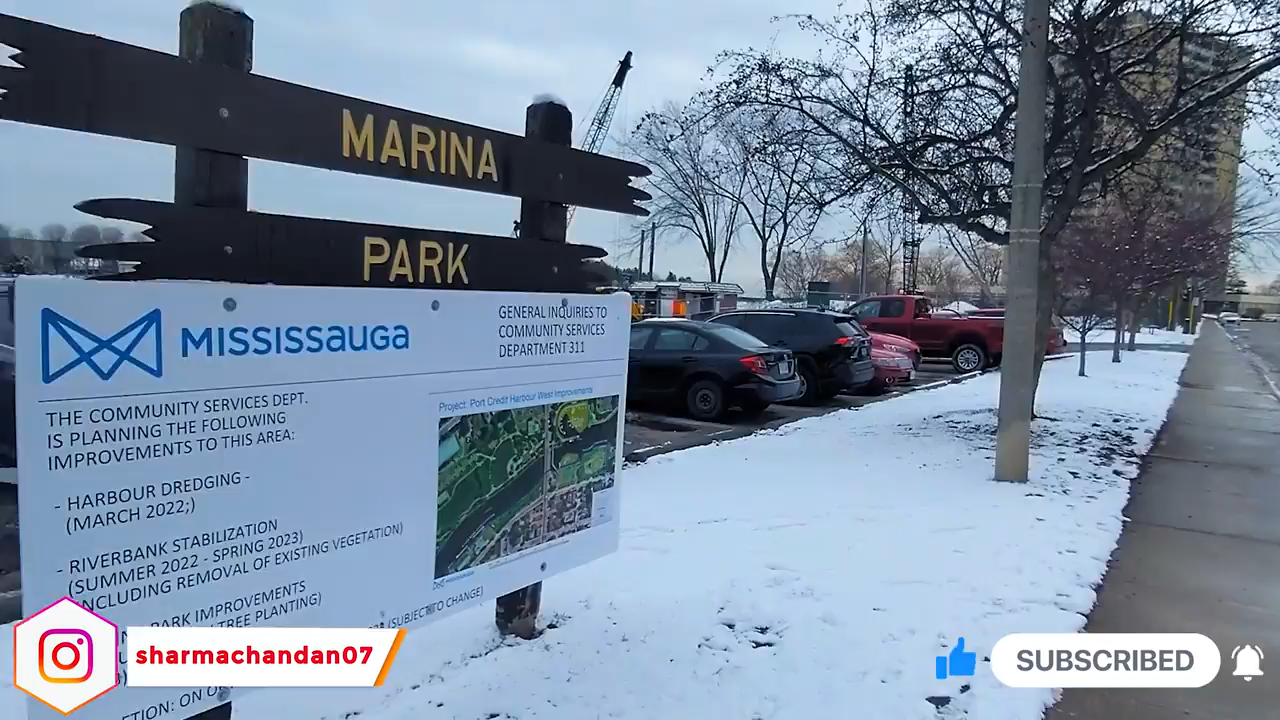 MARINA
PARK
MISSISSAUGA
GENERAL INQUIRIES TO
COMMUNITY SERVICES
DEPARTMENT 311
THE COMMUNITY SERVICES DEPT.
IS PLANNING THE FOLLOWING
IMPROVEMENTS TO THIS AREA:
Project: Port Credit Harbour West Improvements
- HARBOUR DREDGING -
(MARCH 2022;)
- RIVERBANK STABILIZATION
(SUMMER 2022 - SPRING 2023)
INCLUDING REMOVAL OF EXISTING VEGETATION)
PARK IMPROVEMENTS
TREE PLANTING)
(SUBJECT TO CHANGE)
ON
sharmachandan07
SUBSCRIBED